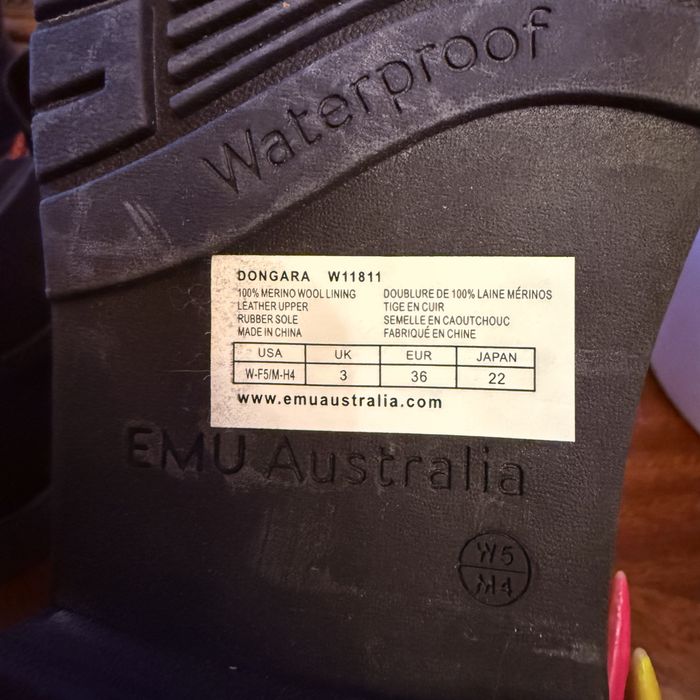 Waterproof
DONGARA W11811
100% MERINO WOOL LINING DOUBLURE DE 100% LAINE MÉRINOS
LEATHER UPPER TIGE EN CUIR
RUBBER SOLE SEMELLE EN CAOUTCHOUC
MADE IN CHINA FABRIQUÉ EN CHINE
USA UK EUR JAPAN
W-F5/M-H4 3 36 22
www.emuaustralia.com
EMU Australia
W5
M4